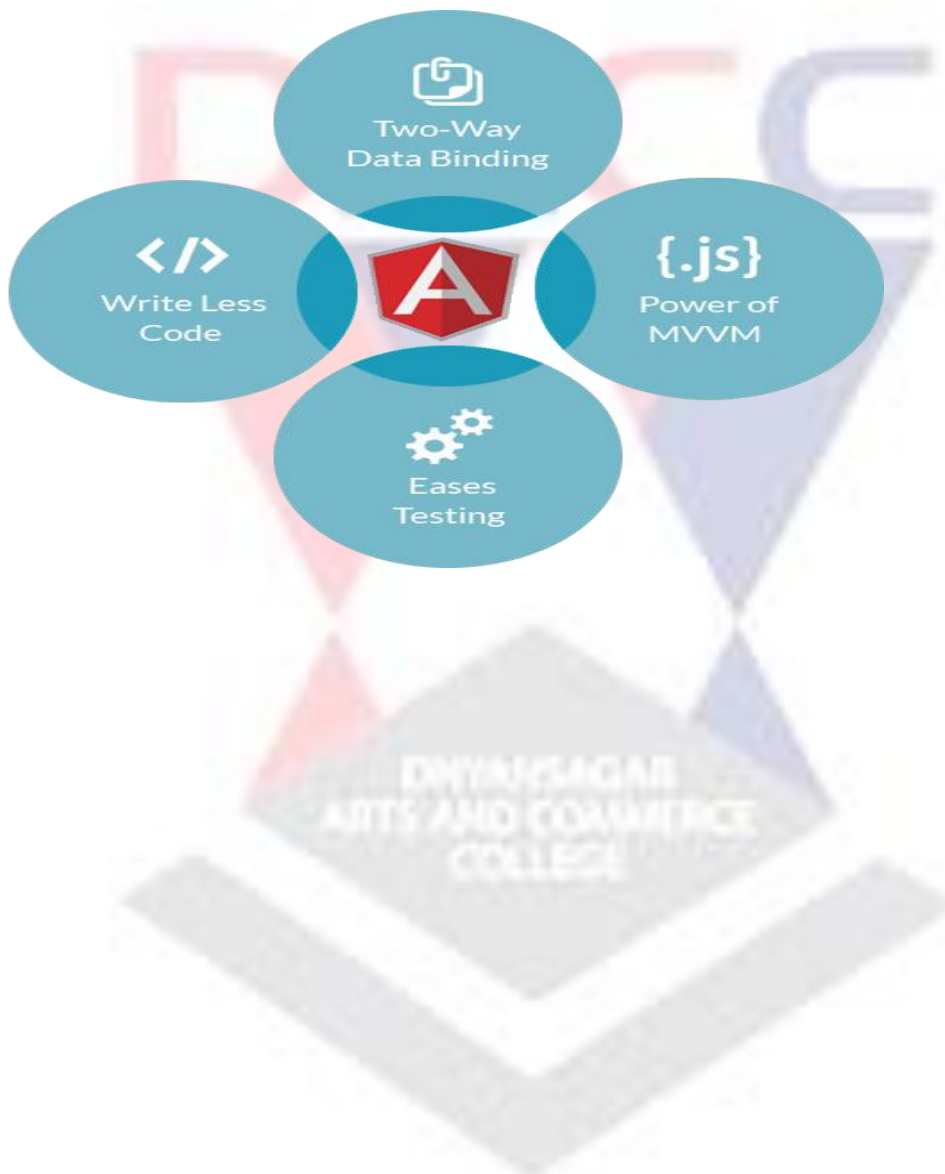 Two-Way
Data Binding
</>
Write Less
Code
A
{.js}
Power of
MVVM
Eases
Testing
DNYANSAGAR
ARTS AND COMMERCE
COLLEGE